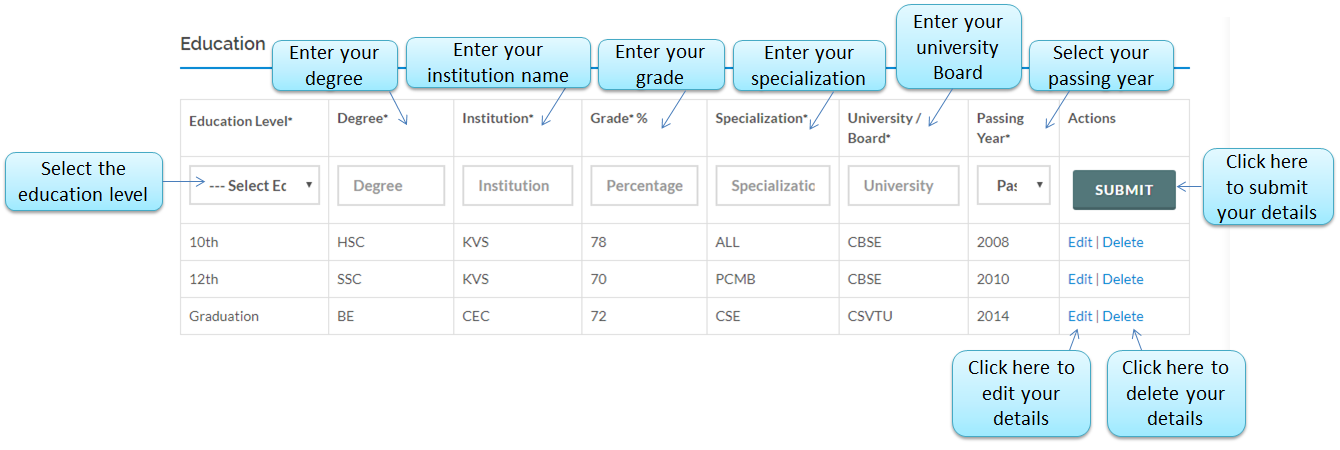 Education
Enter your
degree
Enter your
institution name
Enter your
grade
Enter your
specialization
Enter your
university
Board
Select your
passing year
Education Level*
Degree*
Institution*
Grade* %
Specialization*
University /
Board*
Passing
Year*
Actions
Select the
education level
--- Select Ec
Degree
Institution
Percentage
Specializatic
University
Pas
SUBMIT
Click here
to submit
your details
10th HSC KVS 78 ALL CBSE 2008 Edit | Delete
12th SSC KVS 70 PCMB CBSE 2010 Edit | Delete
Graduation BE CEC 72 CSE CSVTU 2014 Edit | Delete
Click here to
edit your
details
Click here to
delete your
details